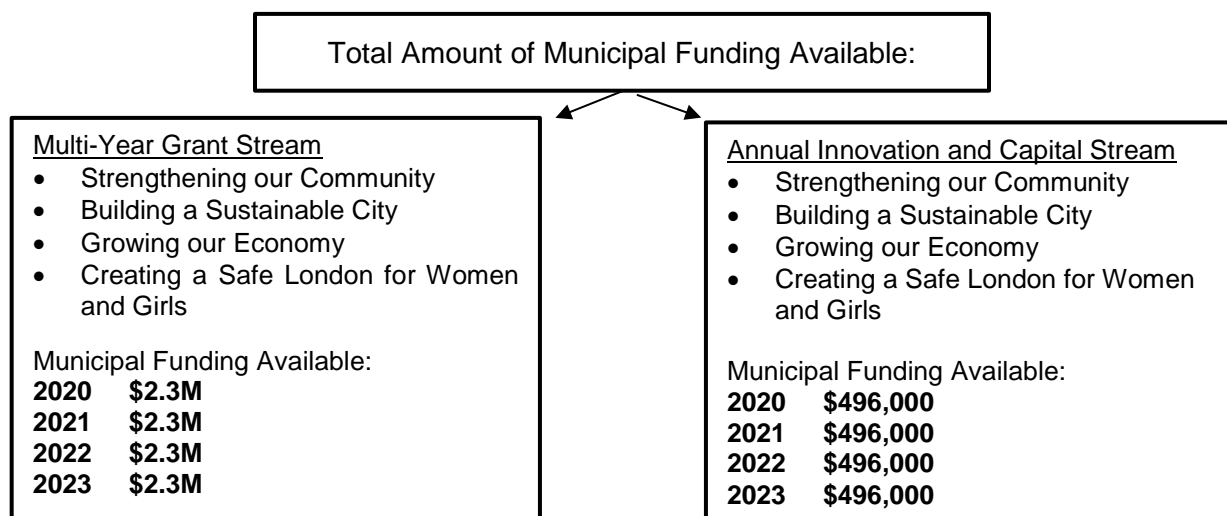 Total Amount of Municipal Funding Available:
Multi-Year Grant Stream
• Strengthening our Community
• Building a Sustainable City
• Growing our Economy
• Creating a Safe London for Women
and Girls
Municipal Funding Available:
2020 $2.3M
2021 $2.3M
2022 $2.3M
2023 $2.3M
Annual Innovation and Capital Stream
• Strengthening our Community
• Building a Sustainable City
• Growing our Economy
• Creating a Safe London for Women
and Girls
Municipal Funding Available:
2020 $496,000
2021 $496,000
2022 $496,000
2023 $496,000